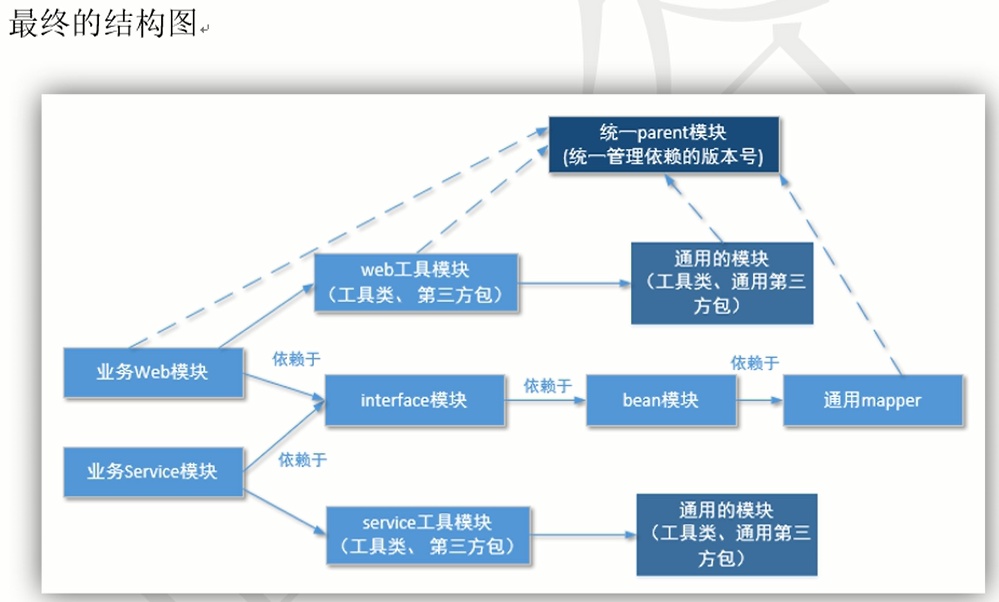 最终的结构图
统一parent模块
(统一管理依赖的版本号)
web工具模块
（工具类、 第三方包）
通用的模块
（工具类、通用第三
方包）
业务Web模块
依赖于
interface模块
依赖于
bean模块
依赖于
通用mapper
业务Service模块
依赖于
service工具模块
（工具类、 第三方包）
通用的模块
（工具类、通用第三
方包）